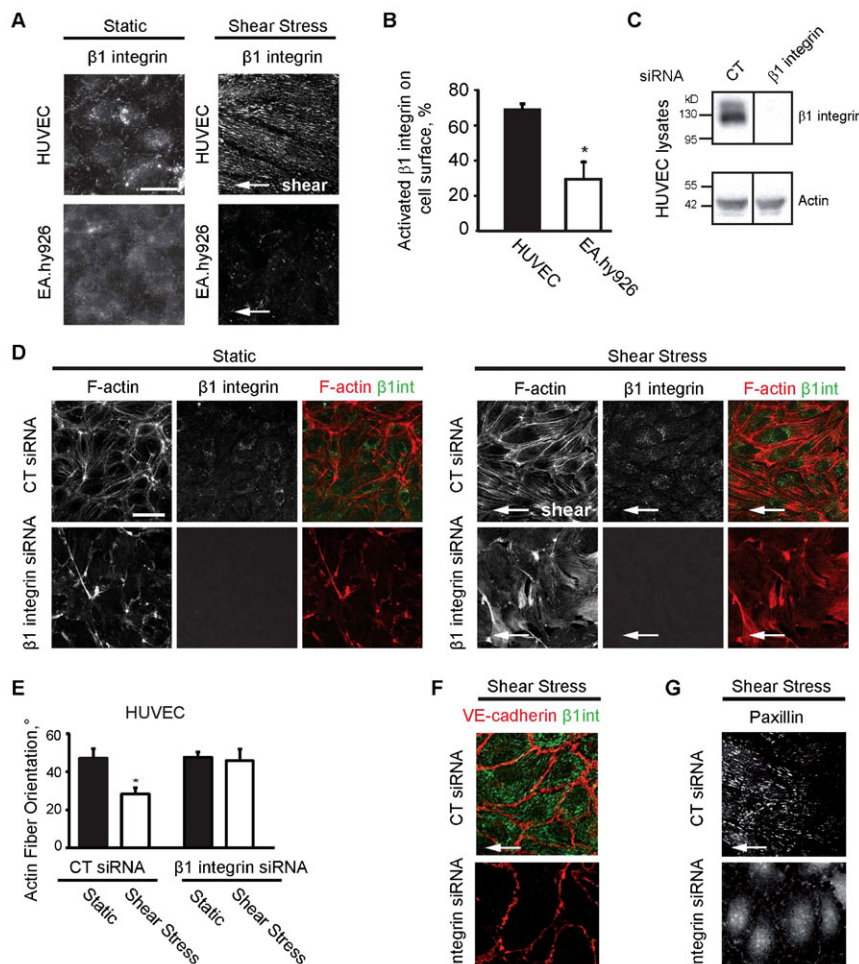 A
Static
Shear Stress
β1 integrin
β1 integrin
HUVEC
HUVEC
shear
EA.hy926
EA.hy926
B
Activated β1 integrin on
cell surface, %
80
60
40
20
0
*
HUVEC
EA.hy926
C
siRNA
CT
β1 integrin
HUVEC lysates
kD
130
95
β1 integrin
55
42
Actin
D
Static
Shear Stress
F-actin
β1 integrin
F-actin β1int
F-actin
β1 integrin
F-actin β1int
CT siRNA
CT siRNA
shear
β1 integrin siRNA
β1 integrin siRNA
E
HUVEC
Actin Fiber Orientation,°
60
40
20
0
*
CT siRNA
β1 integrin siRNA
Static
Shear Stress
Static
Shear Stress
F
Shear Stress
VE-cadherin β1int
CT siRNA
ntegrin siRNA
G
Shear Stress
Paxillin
CT siRNA
ntegrin siRNA